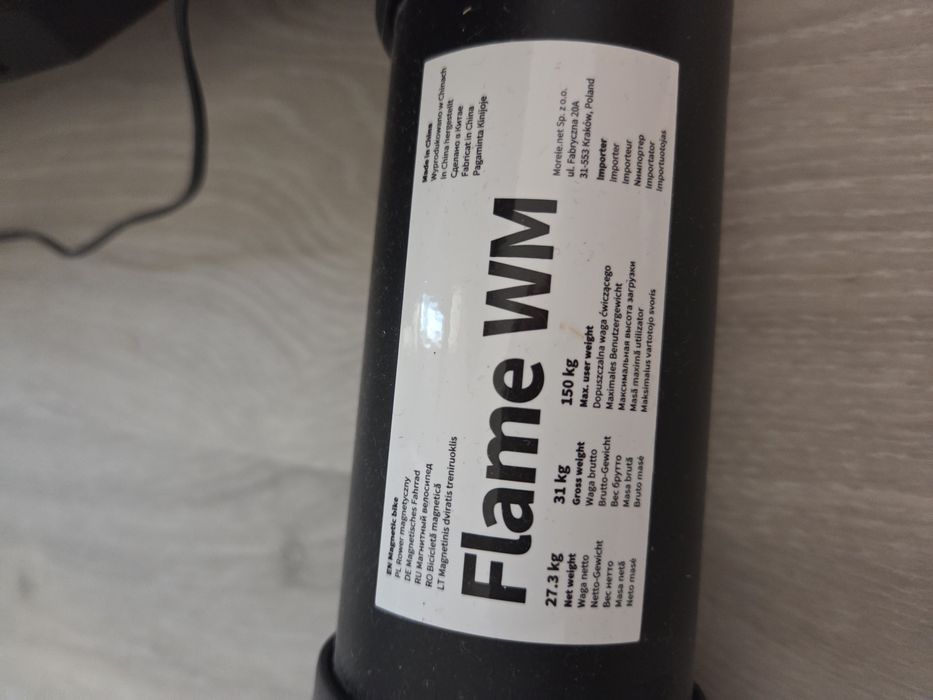 EN Magnetic bike
PL Rower magnetyczny
DE Magnetisches Fahrrad
RU Магнитный велосипед
RO Bicicletă magnetică
LT Magnetinis dviratis treniruoklis
Made in China
Wyprodukowano w Chinach
In China hergestellt
Сделано в Китае
Fabricat in China
Pagaminta Kinijoje
Flame WM
27.3 kg
Net weight
Waga netto
Netto-Gewicht
Вес нетто
Masa netă
Neto masė
31 kg
Gross weight
Waga brutto
Brutto-Gewicht
Вес брутто
Masa brută
Bruto masė
150 kg
Max. user weight
Dopuszczalna waga ćwiczącego
Maximales Benutzergewicht
Максимальная высота загрузки
Masă maximă utilizator
Maksimalus vartotojo svoris
Morele.net Sp. z o.o.
ul. Fabryczna 20A
31-553 Kraków, Poland
Importer
Importer
Importeur
Nимпортер
Importator
Importuotojas